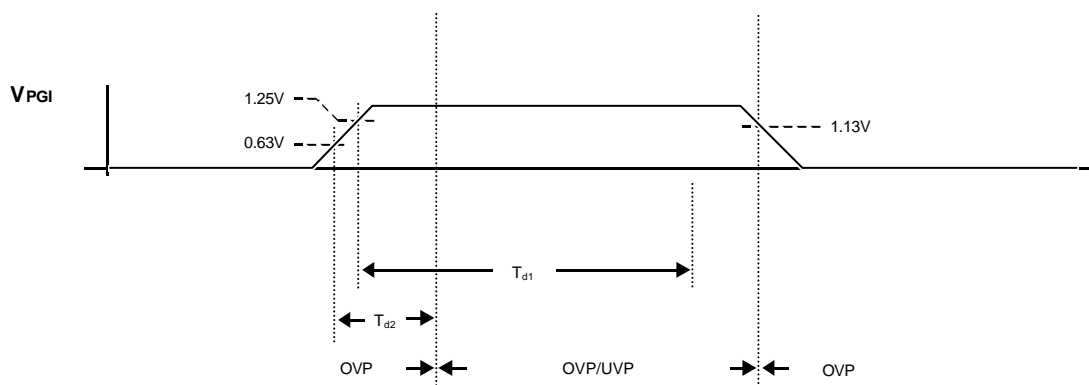 VPGI
1.25V
1.13V
0.63V
Td1
Td2
OVP
OVP/UVP
OVP